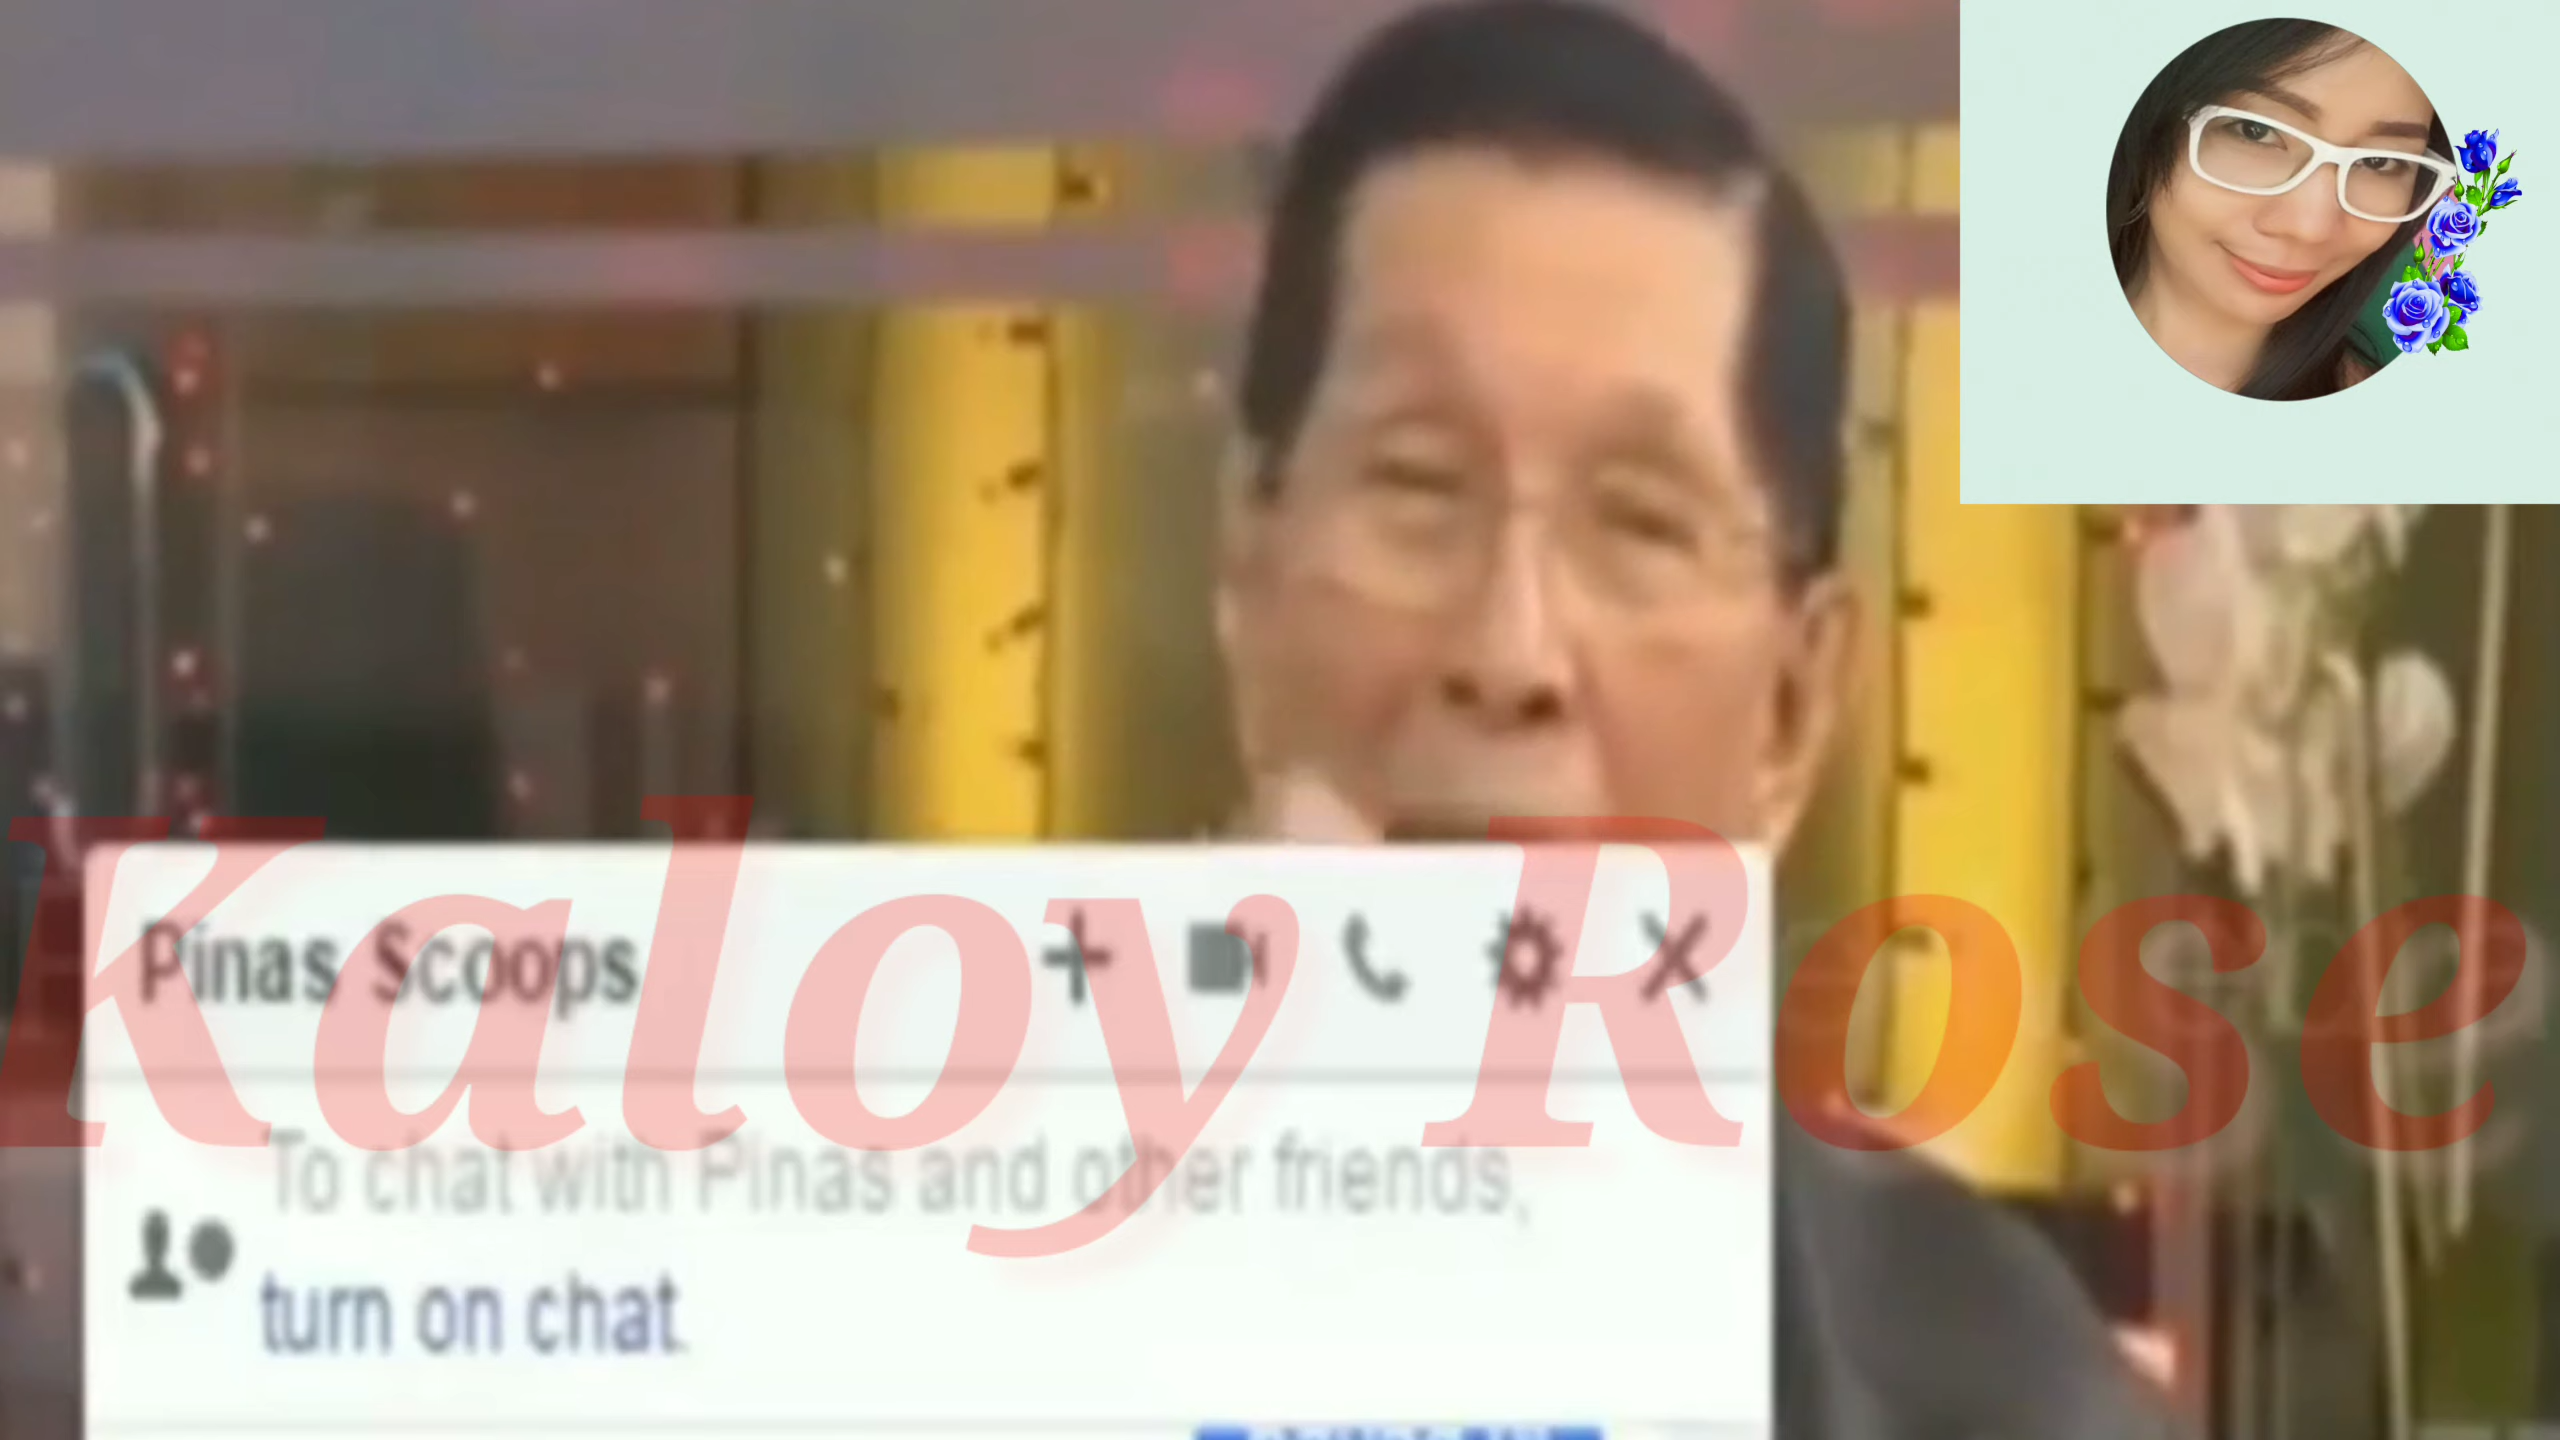 Kaloy Rose
Pinas Scoops
To chat with Pinas and other friends,
turn on chat.